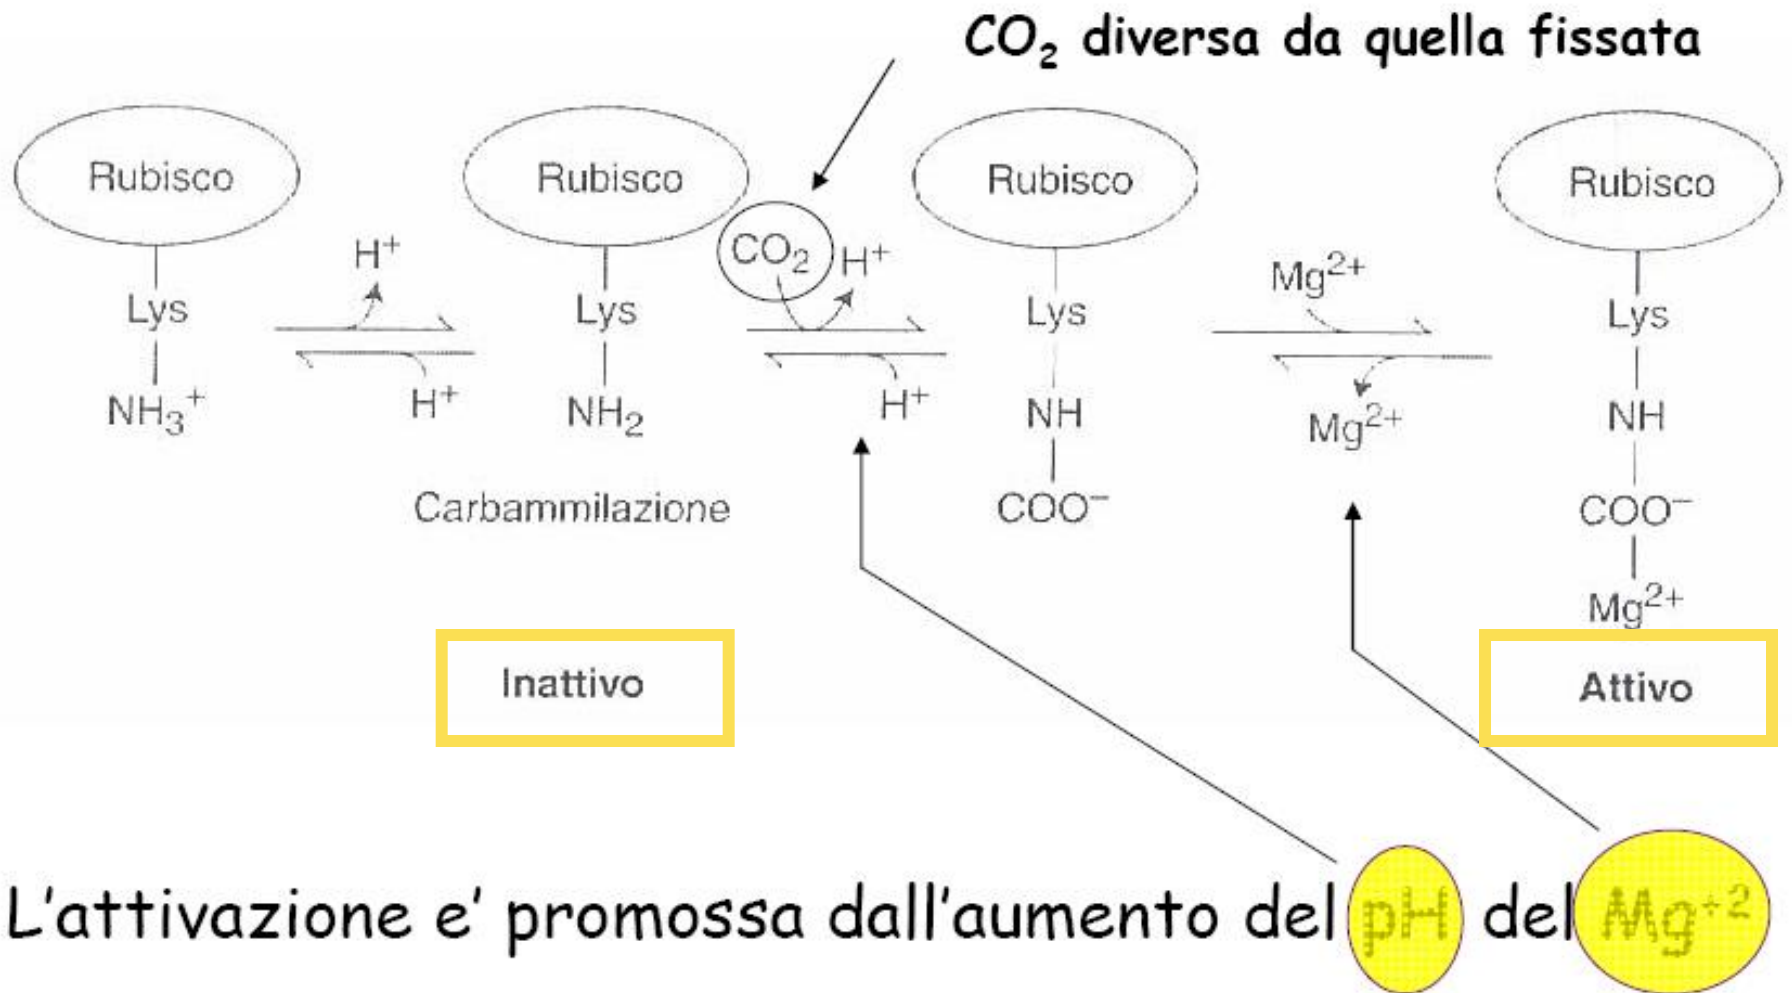 CO₂ diversa da quella fissata
Rubisco Rubisco Rubisco Rubisco
H⁺ CO₂ H⁺ Mg²⁺
Lys Lys Lys Lys
H⁺ H⁺ Mg²⁺
NH₃⁺ NH₂ NH NH
Carbammilazione COO⁻ COO⁻
Mg²⁺
Inattivo Attivo
L'attivazione e' promossa dall'aumento del pH del Mg⁺²